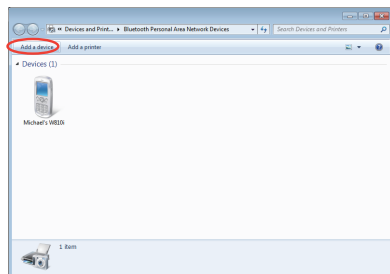 « Devices and Print... ▸ Bluetooth Personal Area Network Devices
Search Devices and Printers
Add a device Add a printer
Devices (1)
Michael's W810i
1 item